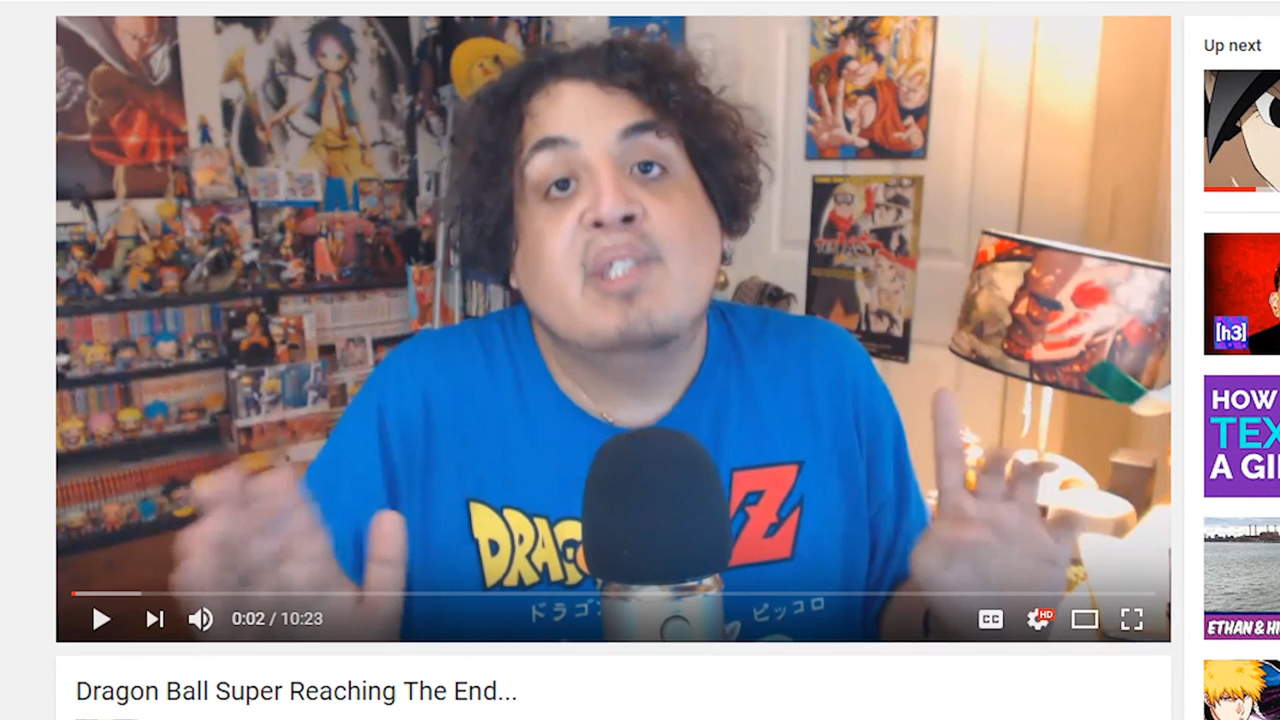 Up next
[h3]
HOW
TEX
A GI
DRAG Z
ドラゴン ピッコロ
0:02 / 10:23
CC
HD
ETHAN & HI
Dragon Ball Super Reaching The End...